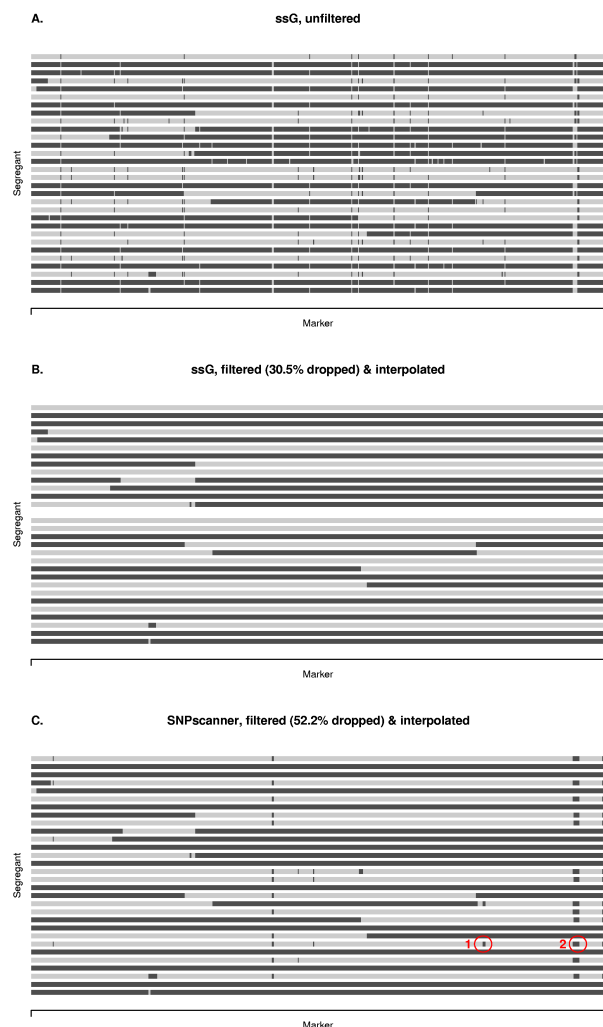 A.
ssG, unfiltered
Segregant
Marker
B.
ssG, filtered (30.5% dropped) & interpolated
Segregant
Marker
C.
SNPscanner, filtered (52.2% dropped) & interpolated
Segregant
1
2
Marker